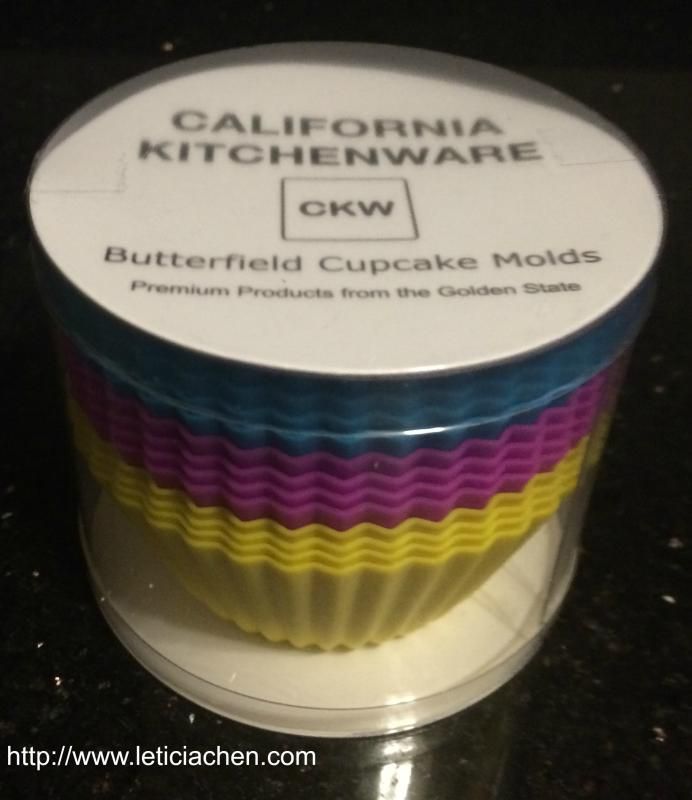 CALIFORNIA
KITCHENWARE
CKW
Butterfield Cupcake Molds
Premium Products from the Golden State
http://www.leticiachen.com